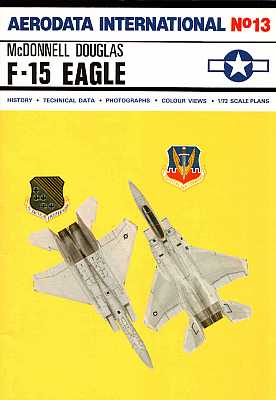 AERODATA INTERNATIONAL No13
McDONNELL DOUGLAS
F-15 EAGLE
HISTORY • TECHNICAL DATA • PHOTOGRAPHS • COLOUR VIEWS • 1/72 SCALE PLANS